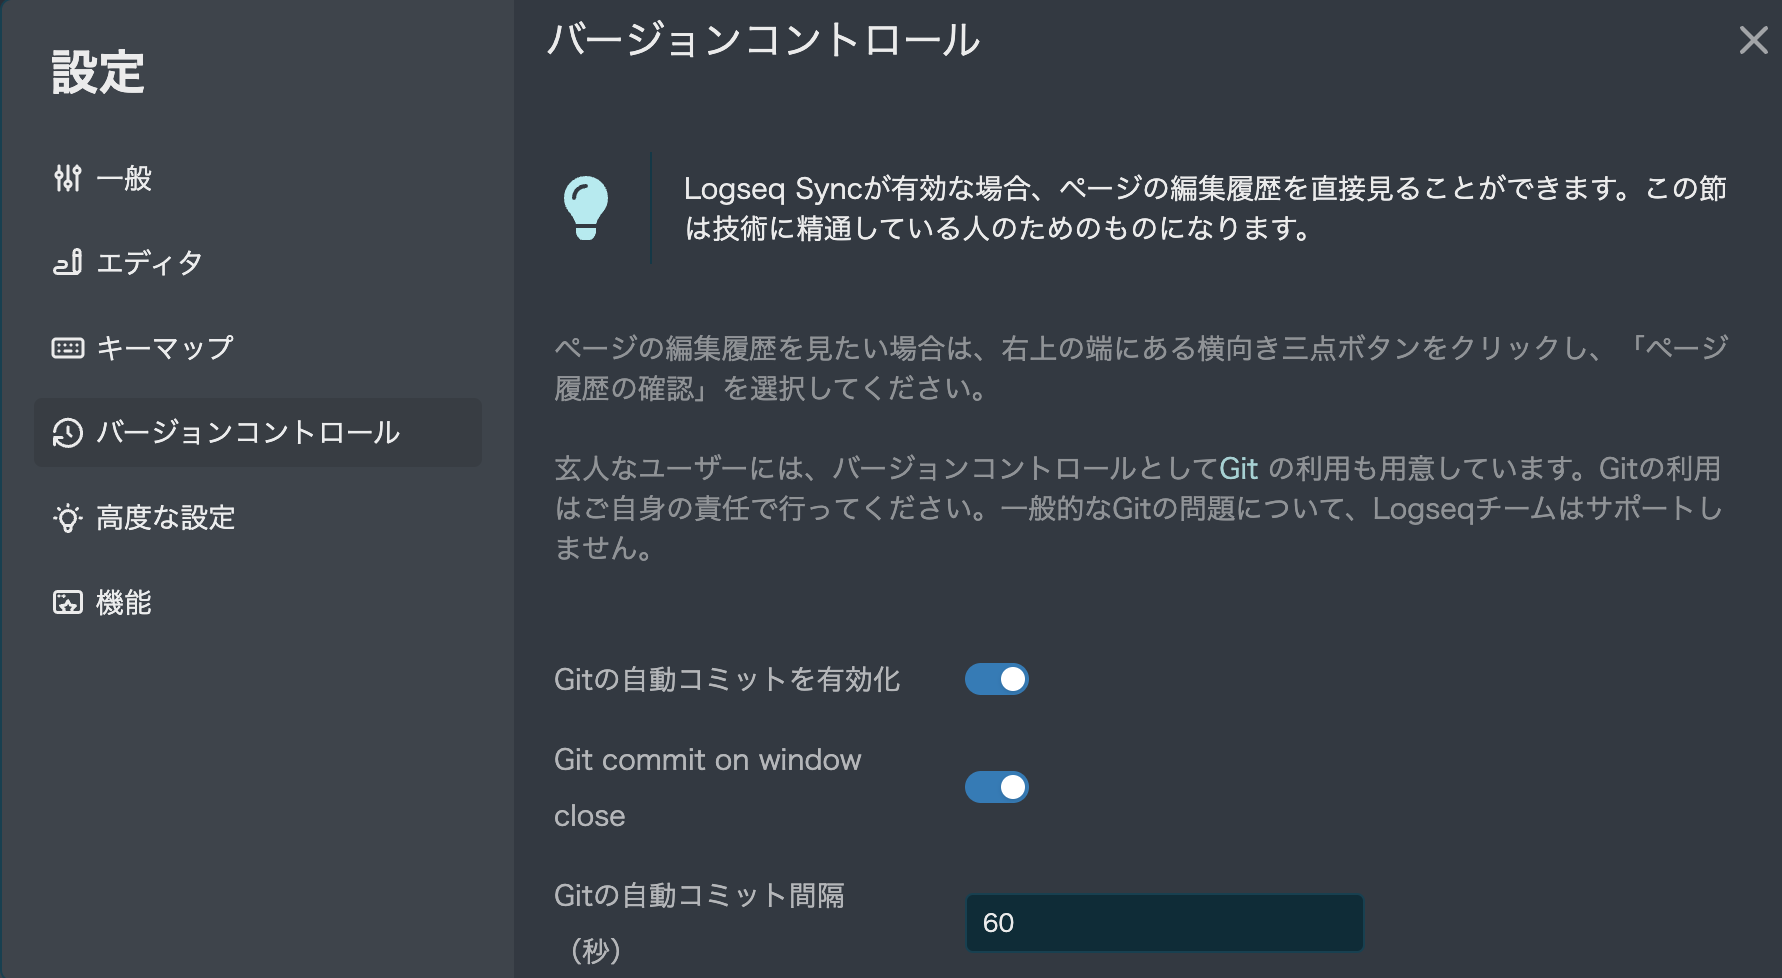 設定
一般
エディタ
キーマップ
バージョンコントロール
高度な設定
機能
バージョンコントロール
Logseq Syncが有効な場合、ページの編集履歴を直接見ることができます。この節
は技術に精通している人のためのものになります。
ページの編集履歴を見たい場合は、右上の端にある横向き三点ボタンをクリックし、「ページ
履歴の確認」を選択してください。
玄人なユーザーには、バージョンコントロールとしてGit の利用も用意しています。Gitの利用
はご自身の責任で行ってください。一般的なGitの問題について、Logseqチームはサポートし
ません。
Gitの自動コミットを有効化
Git commit on window
close
Gitの自動コミット間隔
（秒）
60